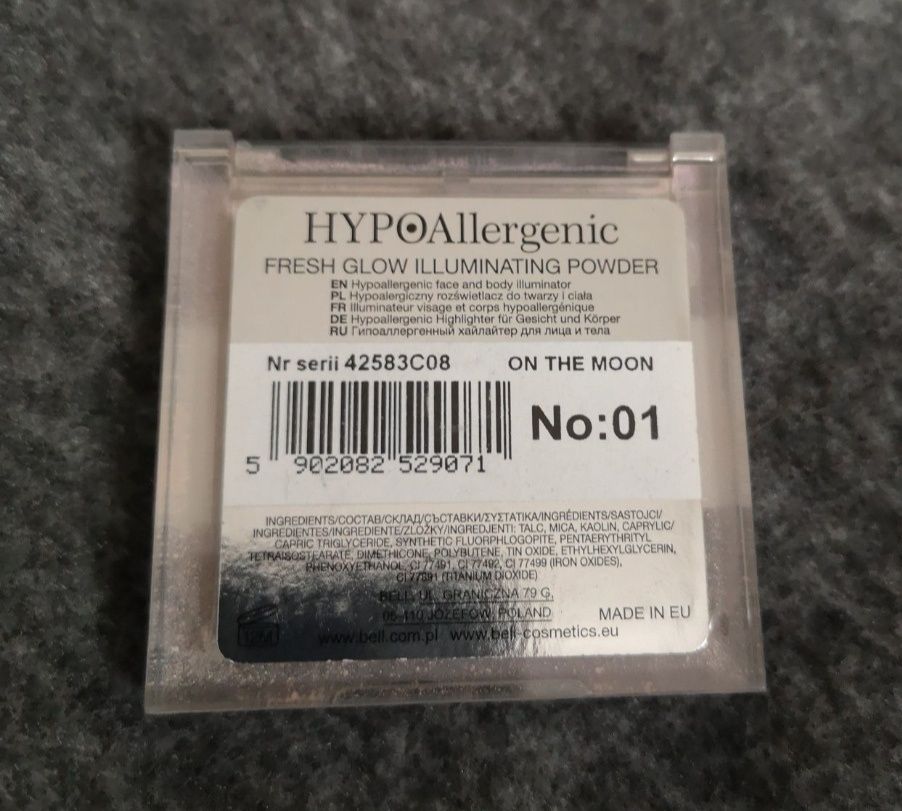 HYPOAllergenic
FRESH GLOW ILLUMINATING POWDER
EN Hypoallergenic face and body illuminator
PL Hypoalergiczny rozświetlacz do twarzy i ciała
FR Illuminateur visage et corps hypoallergénique
DE Hypoallergenic Highlighter für Gesicht und Körper
RU Гипоаллергенный хайлайтер для лица и тела
Nr serii 42583C08 ON THE MOON
No:01
5 902082 529071
INGREDIENTS/СОСТАВ/СКЛАД/СЪСТАВКИ/ΣΥΣΤΑΤΙΚΑ/INGRÉDIENTS/SASTOJCI/
INGREDIENTES/INGREDIENTE/ZLOŽKY/INGREDJENTI: TALC, MICA, KAOLIN, CAPRYLIC/
CAPRIC TRIGLYCERIDE, SYNTHETIC FLUORPHLOGOPITE, PENTAERYTHRITYL
TETRAISOSTEARATE, DIMETHICONE, POLYBUTENE, TIN OXIDE, ETHYLHEXYLGLYCERIN,
PHENOXYETHANOL, CI 77491, CI 77492, CI 77499 (IRON OXIDES),
CI 77891 (TITANIUM DIOXIDE)
BELL, UL. GRANICZNA 79 G,
05-410 JÓZEFÓW, POLAND
MADE IN EU
12M
www.bell.com.pl www.bell-cosmetics.eu